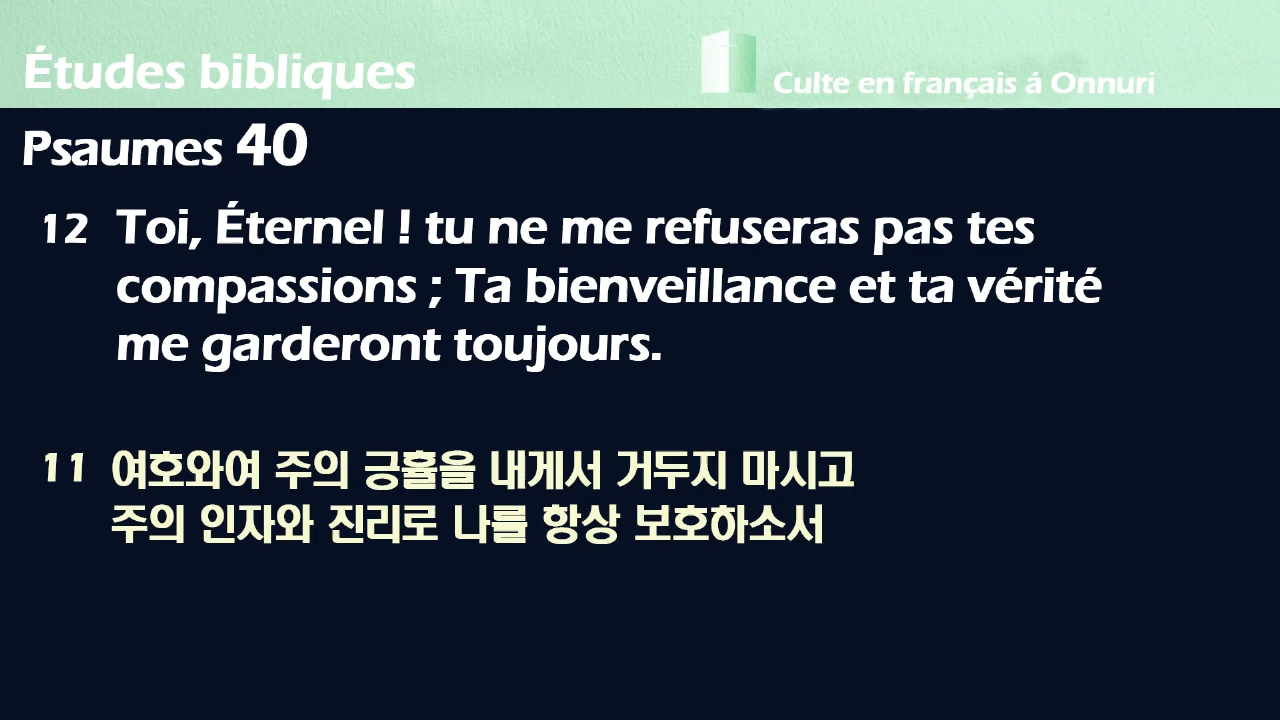 Études bibliques
Culte en français á Onnuri
Psaumes 40
12 Toi, Éternel ! tu ne me refuseras pas tes
compassions ; Ta bienveillance et ta vérité
me garderont toujours.
11 여호와여 주의 긍휼을 내게서 거두지 마시고
주의 인자와 진리로 나를 항상 보호하소서